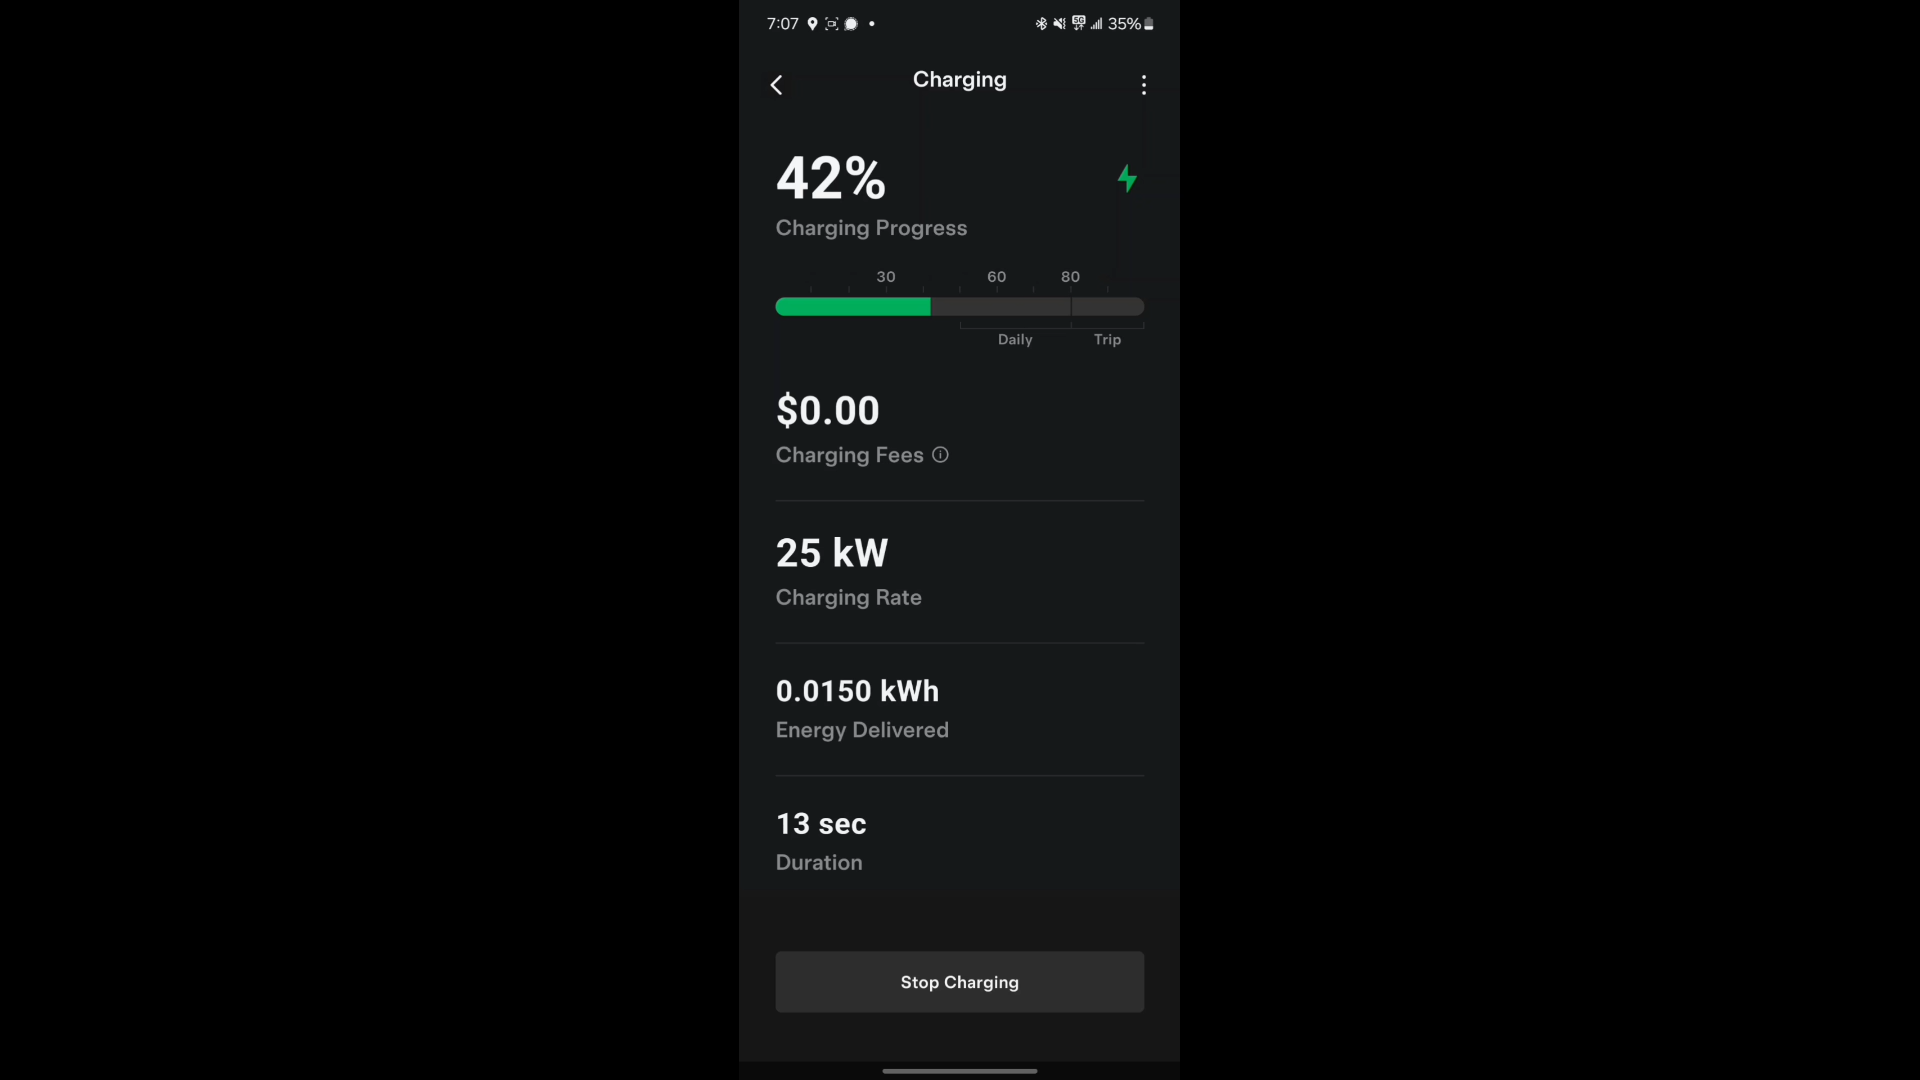 7:07 5G 35%
Charging
42%
Charging Progress
30 60 80
Daily Trip
$0.00
Charging Fees
25 kW
Charging Rate
0.0150 kWh
Energy Delivered
13 sec
Duration
Stop Charging